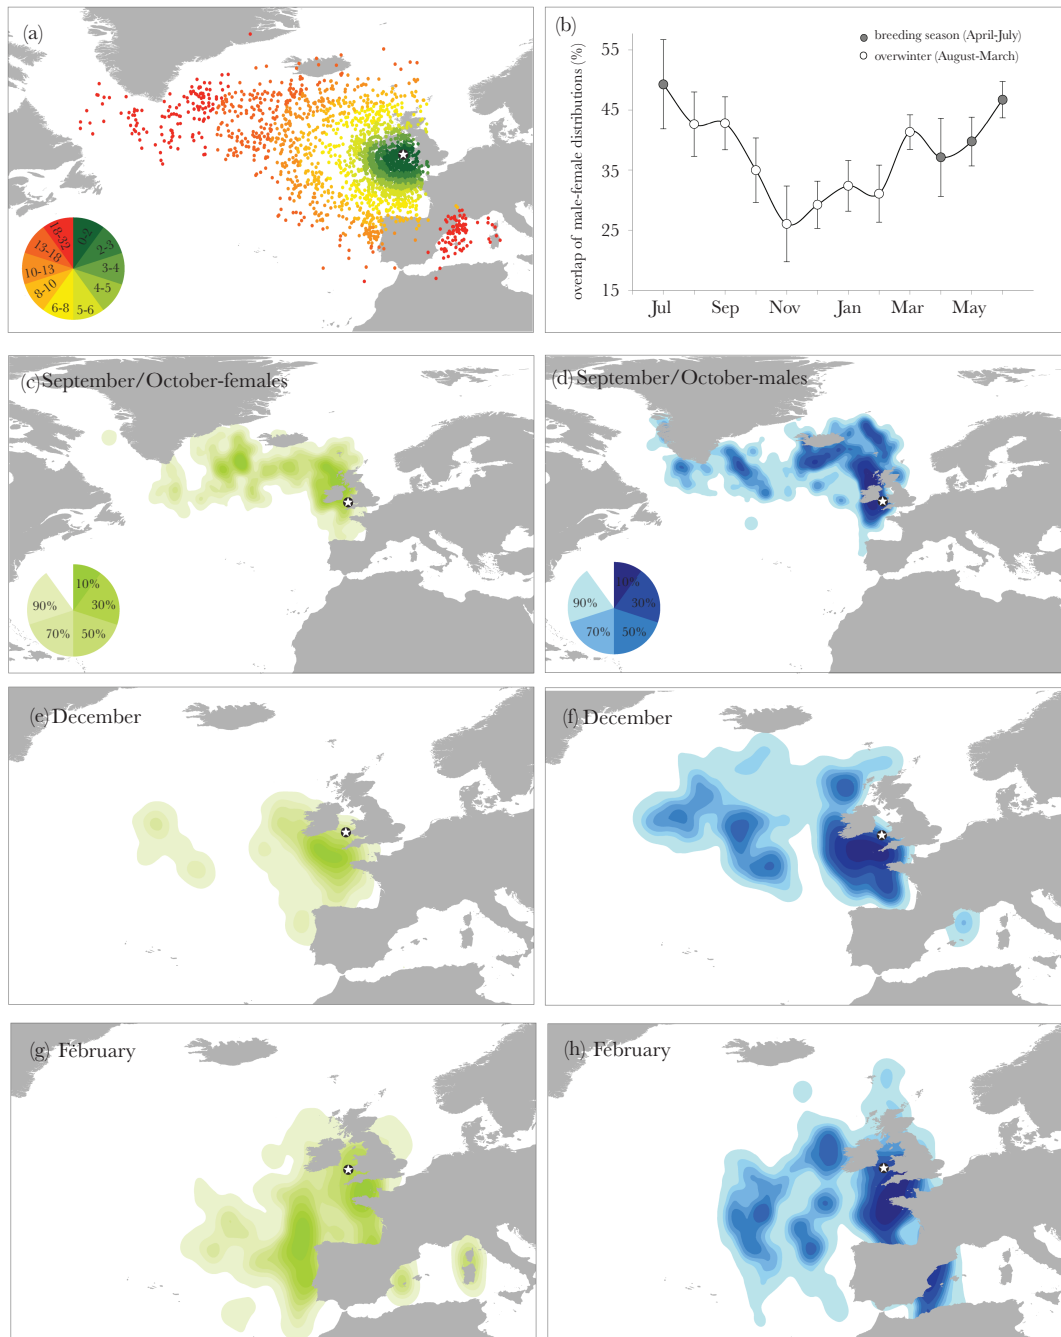 (a)
18-32
0-2
13-18
2-3
10-13
3-4
8-10
4-5
6-8
5-6
(b)
breeding season (April-July)
overwinter (August-March)
overlap of male-female distributions (%)
55
45
35
25
15
Jul
Sep
Nov
Jan
Mar
May
(c) September/October-females
10%
30%
50%
70%
90%
(d) September/October-males
10%
30%
50%
70%
90%
(e) December
(f) December
(g) February
(h) February